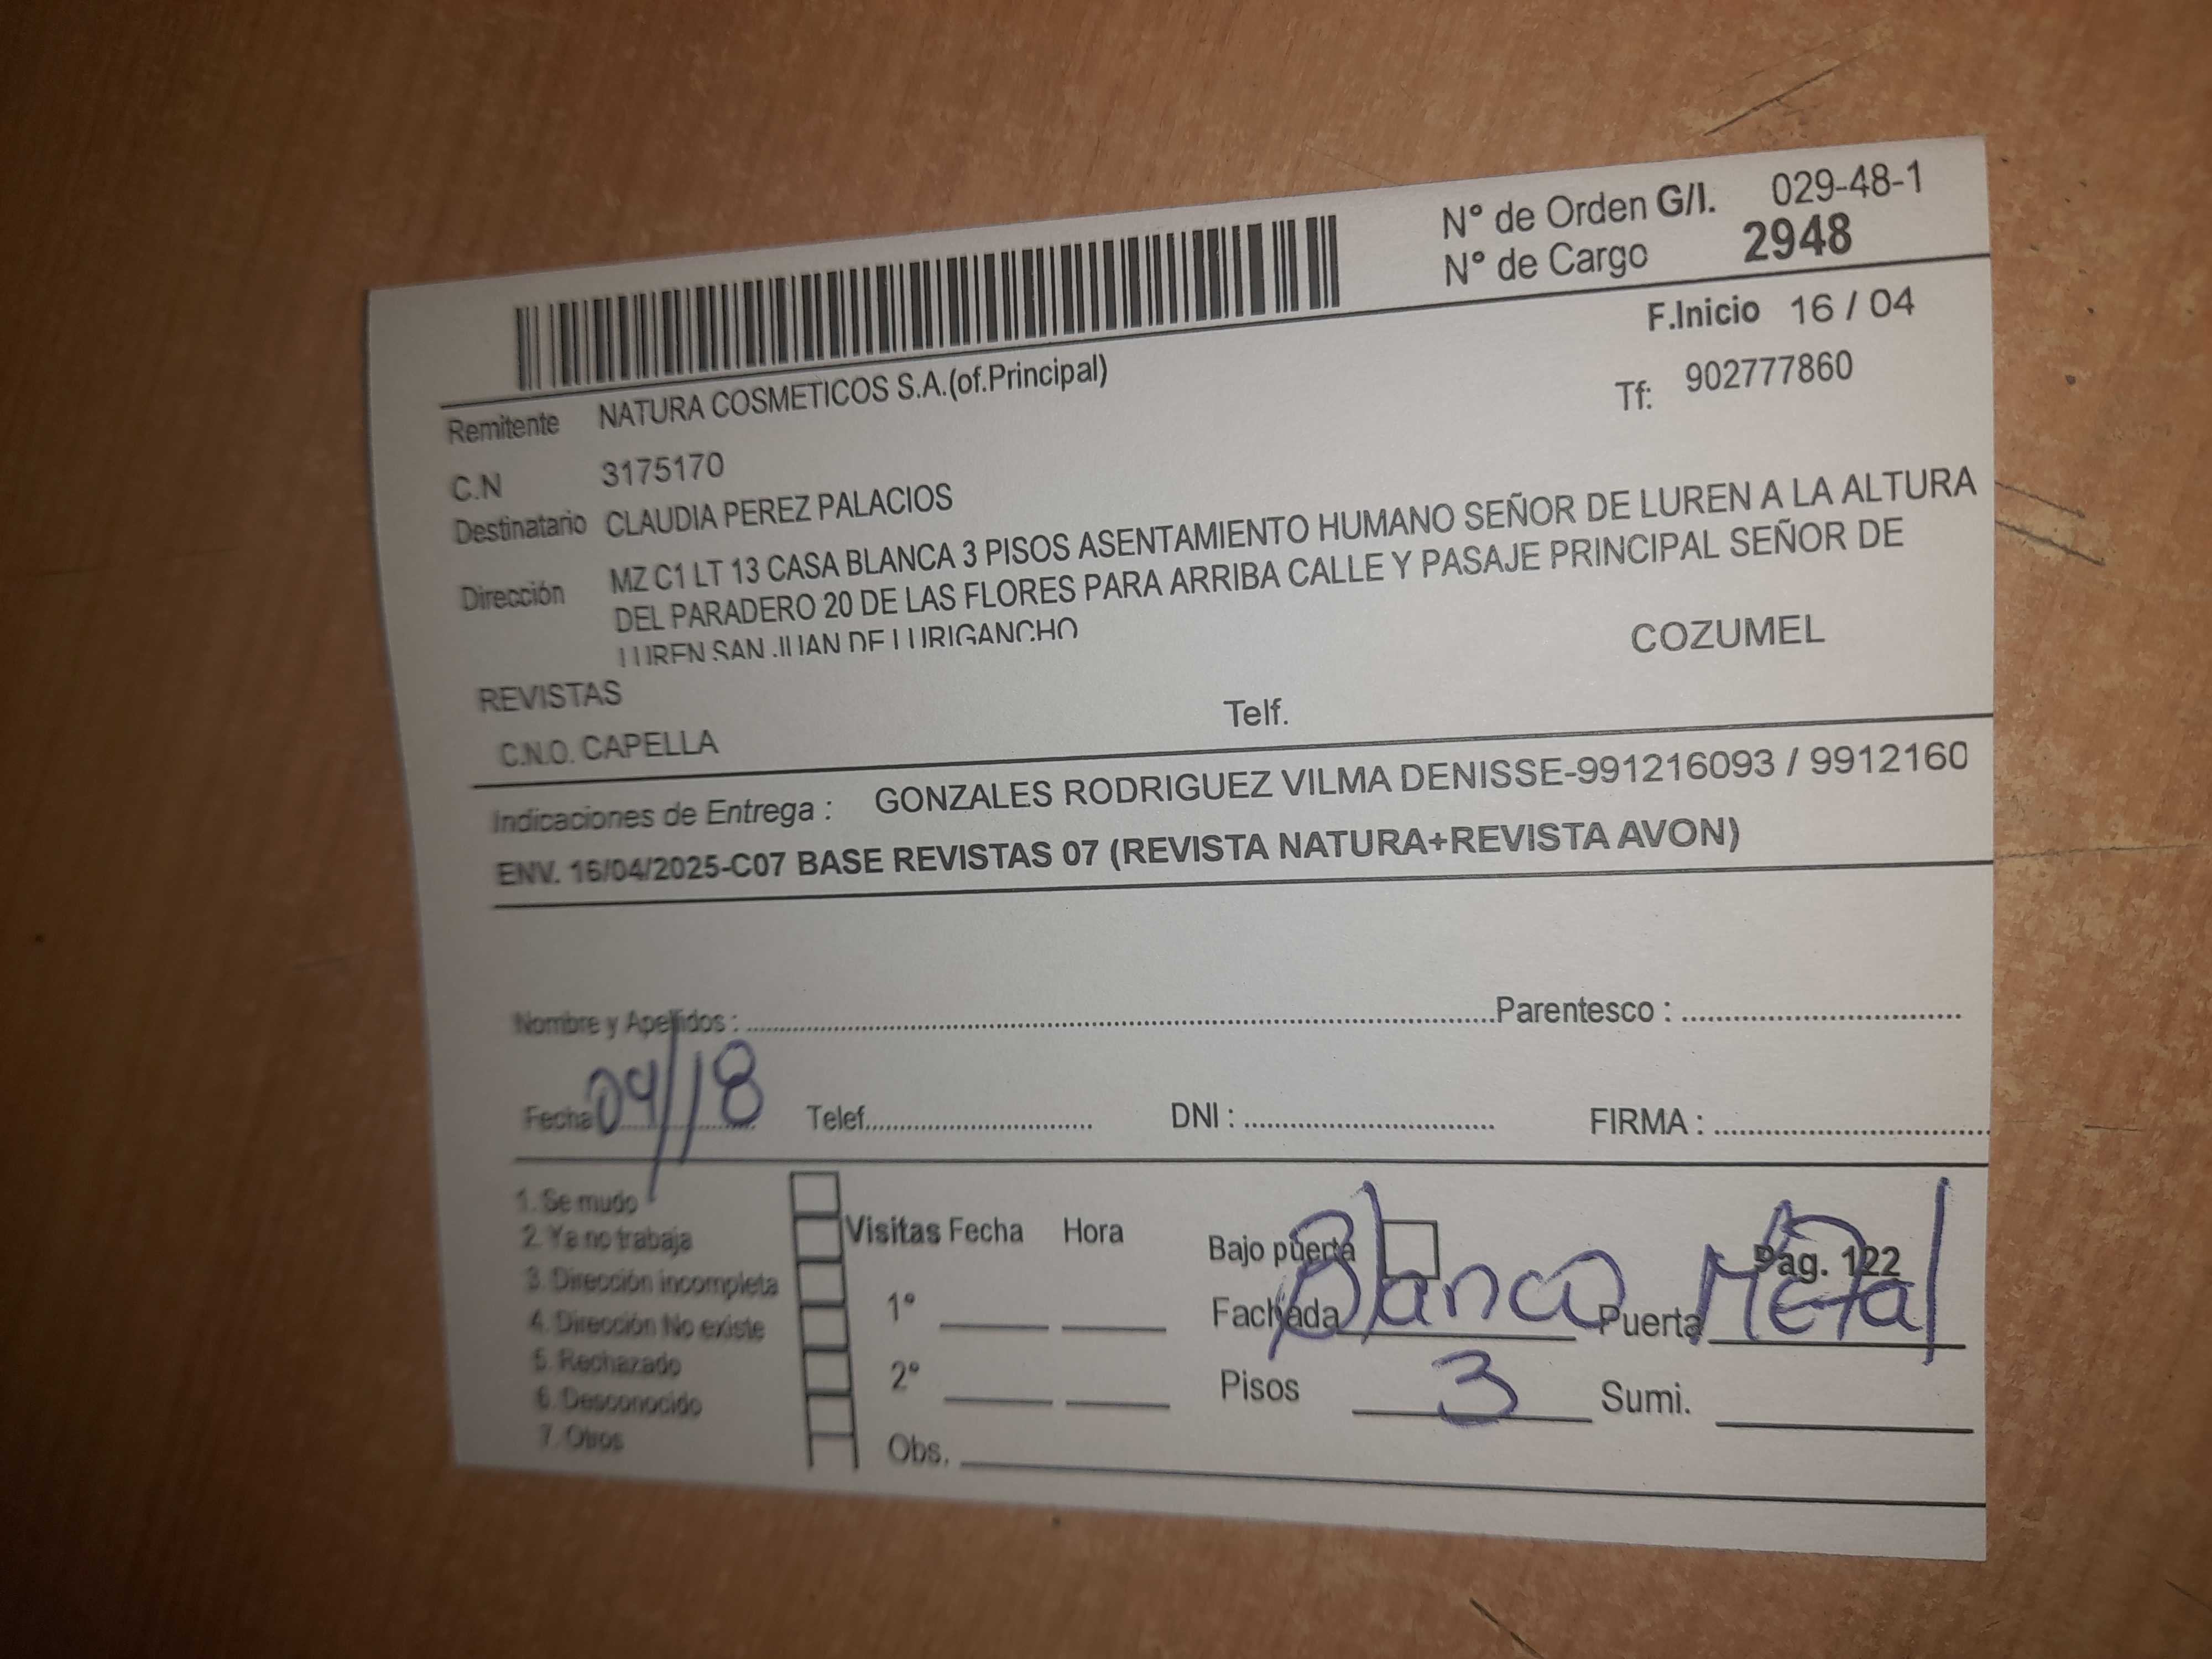 N° de Orden G/I. 029-48-1
N° de Cargo 2948
F.Inicio 16 / 04
Remitente NATURA COSMETICOS S.A.(of.Principal)
Tf: 902777860
C.N 3175170
Destinatario CLAUDIA PEREZ PALACIOS
Dirección MZ C1 LT 13 CASA BLANCA 3 PISOS ASENTAMIENTO HUMANO SEÑOR DE LUREN A LA ALTURA
DEL PARADERO 20 DE LAS FLORES PARA ARRIBA CALLE Y PASAJE PRINCIPAL SEÑOR DE
LUREN SAN JUAN DE LURIGANCHO
COZUMEL
REVISTAS
C.N.O. CAPELLA Telf.
Indicaciones de Entrega : GONZALES RODRIGUEZ VILMA DENISSE-991216093 / 9912160
ENV. 16/04/2025-C07 BASE REVISTAS 07 (REVISTA NATURA+REVISTA AVON)
Nombre y Apellidos : Parentesco :
Fecha 04/18 Telef. DNI : FIRMA :
1. Se mudo
2. Ya no trabaja
3. Dirección incompleta
4. Dirección No existe
5. Rechazado
6. Desconocido
7. Otros
Visitas Fecha Hora
1°
2°
Obs.
Bajo puerta Pag. 122
Fachada Blanco Puerta Metal
Pisos 3 Sumi.